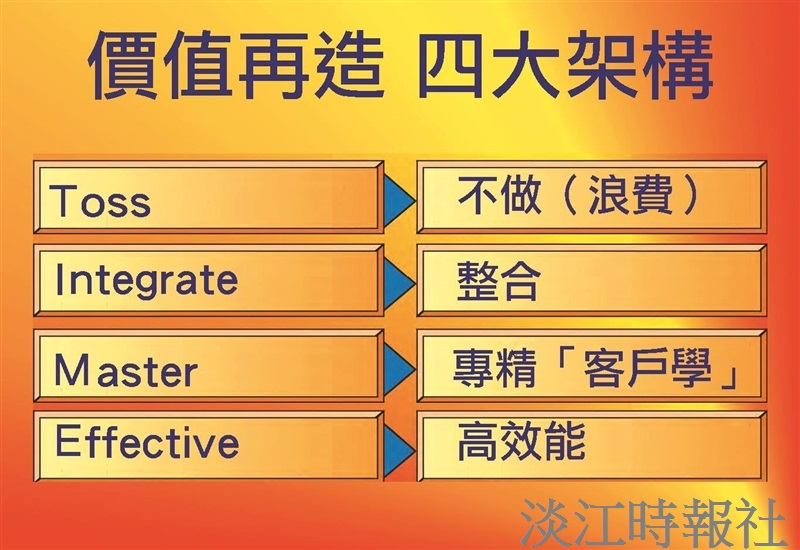 價值再造 四大架構
Toss 不做（浪費）
Integrate 整合
Master 專精「客戶學」
Effective 高效能
淡江時報社